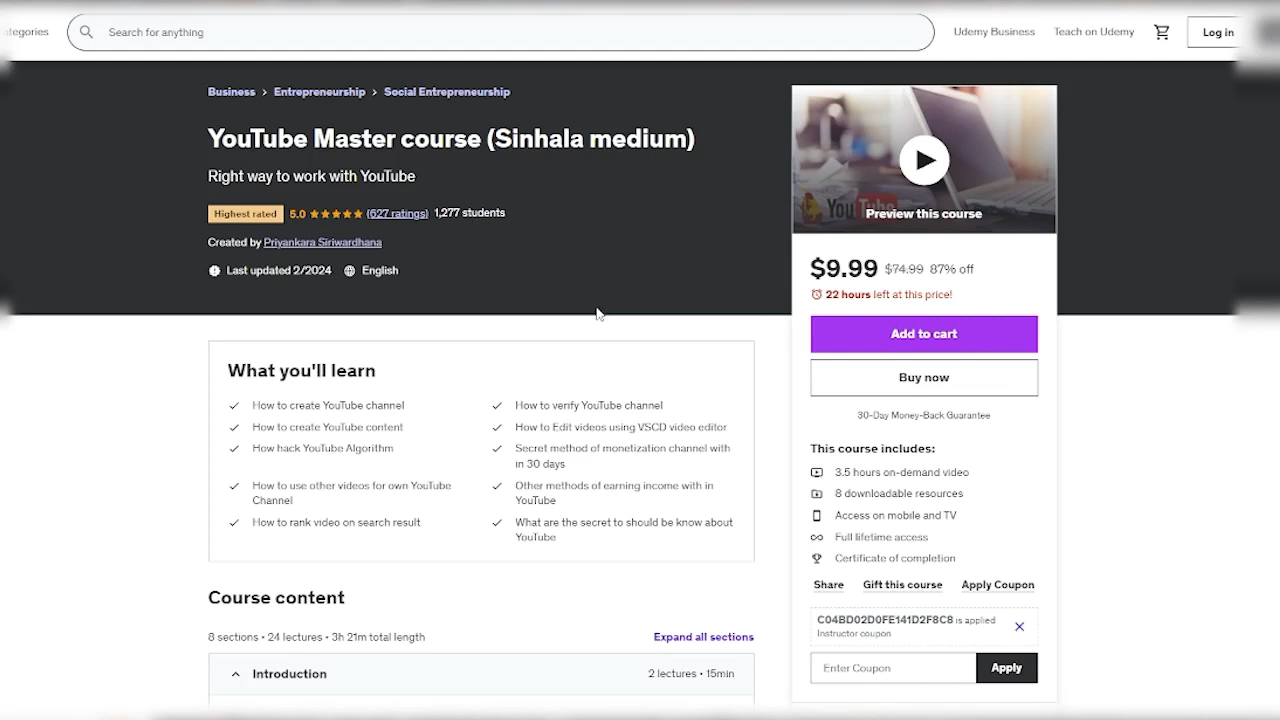 ategories
Search for anything
Udemy Business
Teach on Udemy
Log in
Business > Entrepreneurship > Social Entrepreneurship
YouTube Master course (Sinhala medium)
Right way to work with YouTube
Highest rated 5.0 (627 ratings) 1,277 students
Created by Priyankara Siriwardhana
Last updated 2/2024 English
Preview this course
$9.99 $74.99 87% off
22 hours left at this price!
Add to cart
Buy now
30-Day Money-Back Guarantee
This course includes:
3.5 hours on-demand video
8 downloadable resources
Access on mobile and TV
Full lifetime access
Certificate of completion
Share Gift this course Apply Coupon
C04BD02D0FE141D2F8C8 is applied
Instructor coupon
Enter Coupon Apply
What you'll learn
How to create YouTube channel
How to create YouTube content
How hack YouTube Algorithm
How to use other videos for own YouTube
Channel
How to rank video on search result
How to verify YouTube channel
How to Edit videos using VSCD video editor
Secret method of monetization channel with
in 30 days
Other methods of earning income with in
YouTube
What are the secret to should be know about
YouTube
Course content
8 sections • 24 lectures • 3h 21m total length
Expand all sections
Introduction
2 lectures • 15min